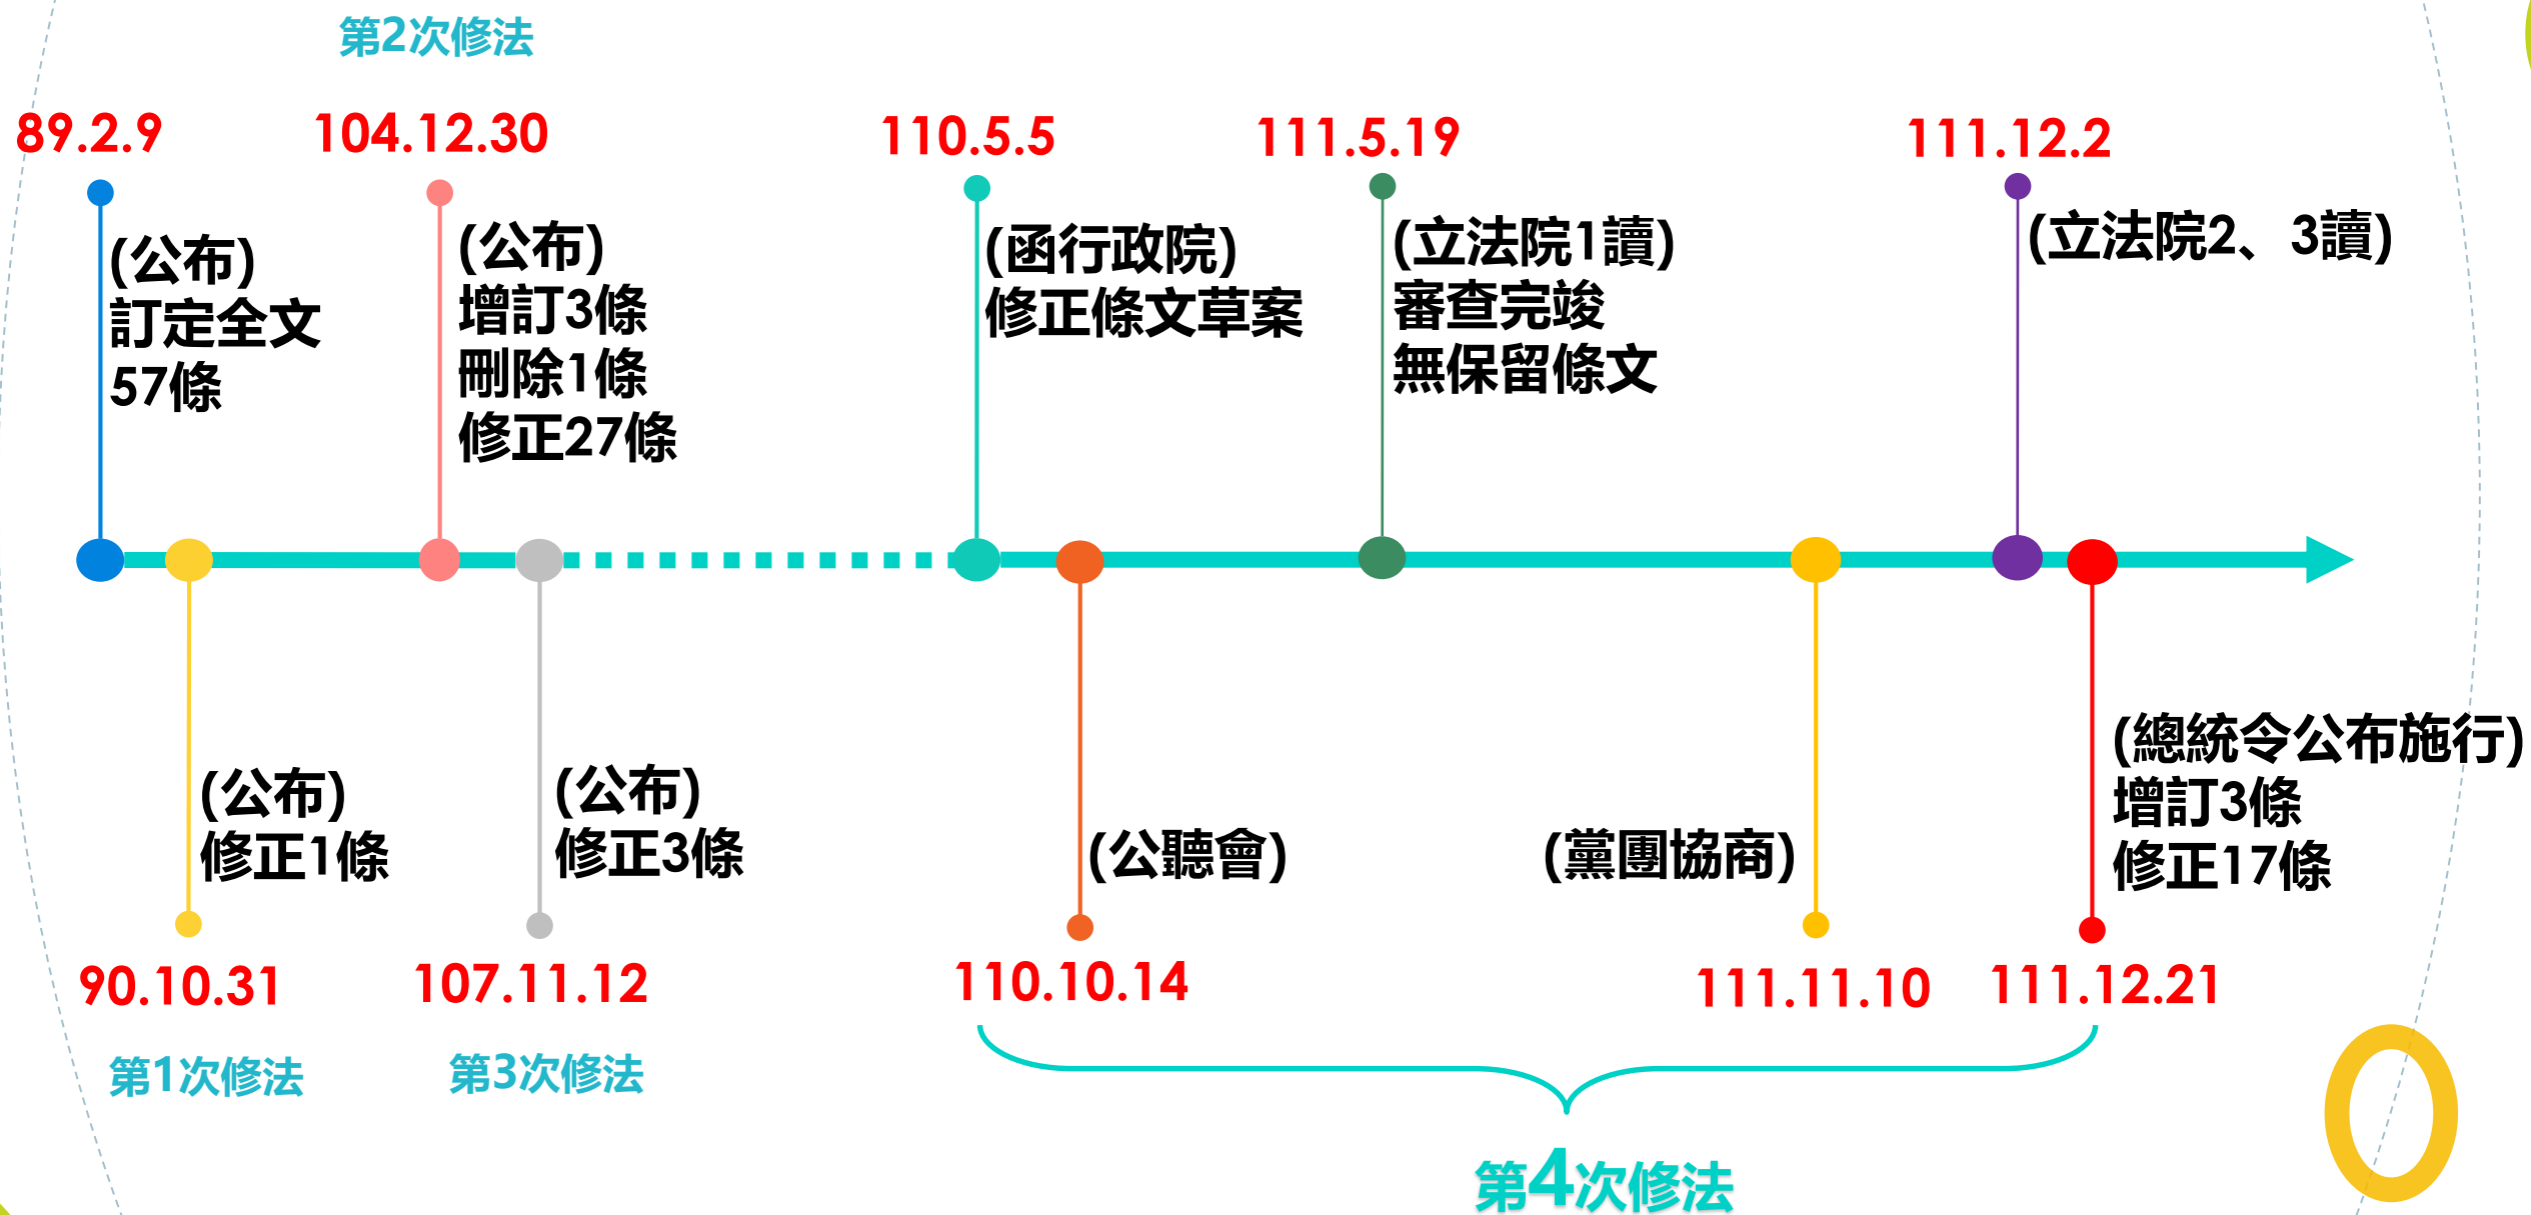 第2次修法
89.2.9
104.12.30
110.5.5
111.5.19
111.12.2
(公布)
訂定全文
57條
(公布)
增訂3條
刪除1條
修正27條
(函行政院)
修正條文草案
(立法院1讀)
審查完竣
無保留條文
(立法院2、3讀)
(公布)
修正1條
(公布)
修正3條
(公聽會)
(黨團協商)
(總統令公布施行)
增訂3條
修正17條
90.10.31
107.11.12
110.10.14
111.11.10
111.12.21
第1次修法
第3次修法
第4次修法